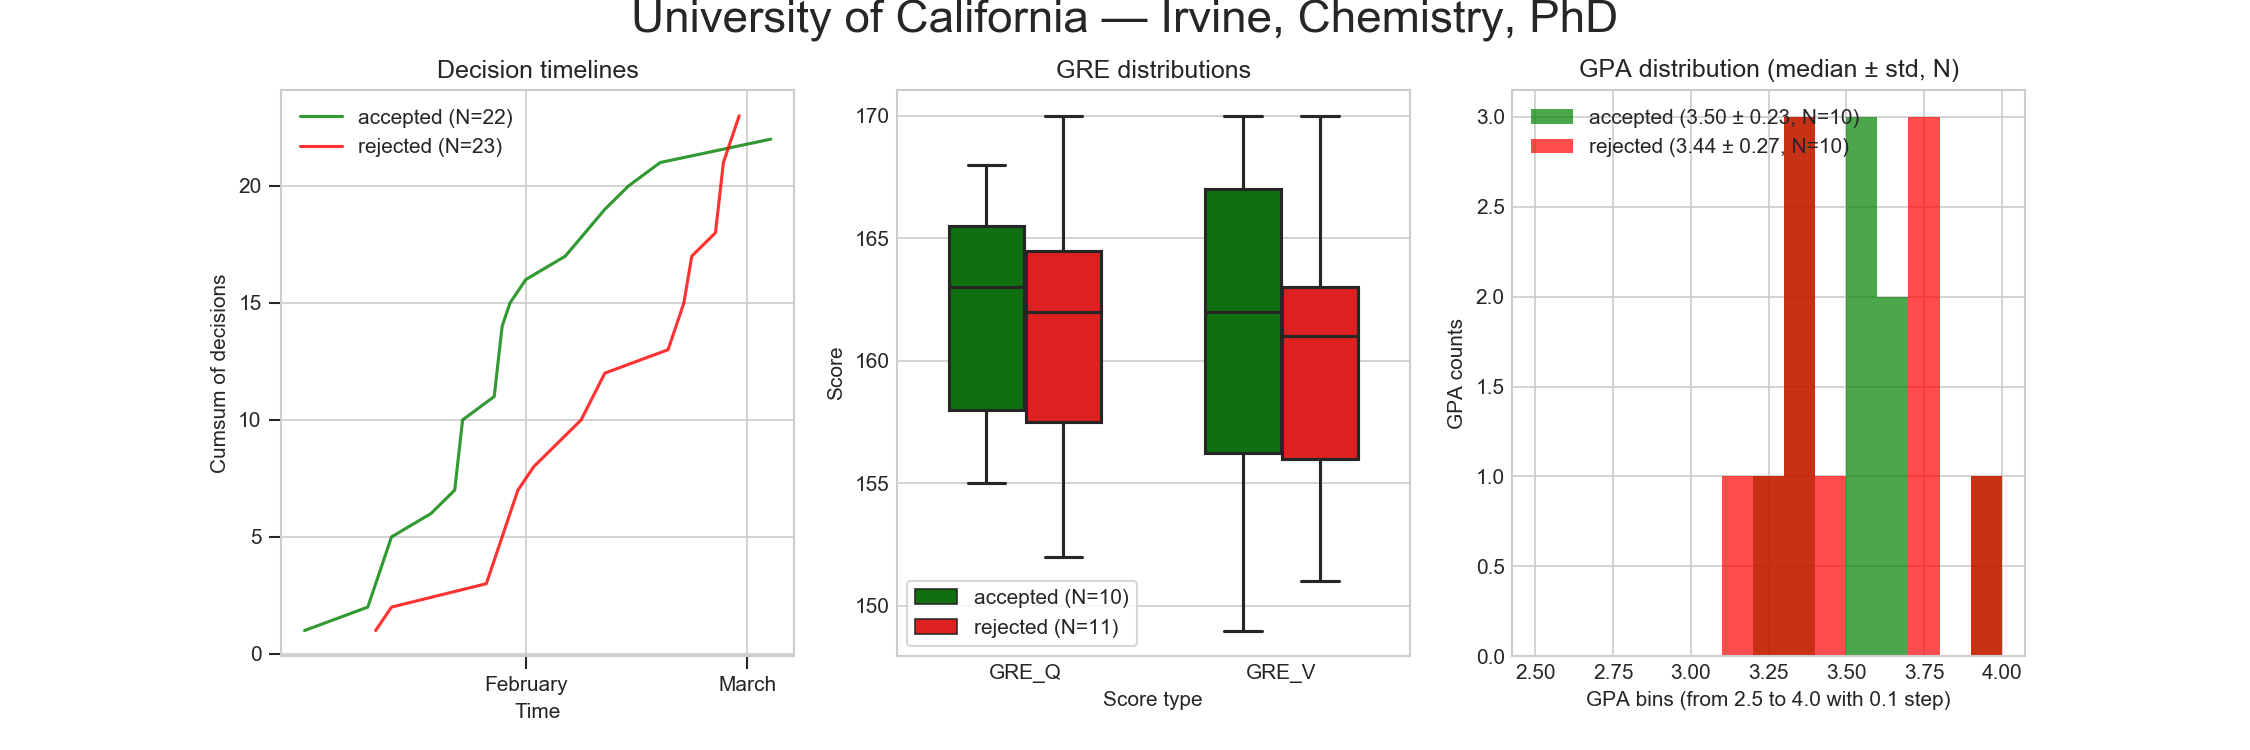 University of California — Irvine, Chemistry, PhD
Decision timelines
accepted (N=22)
rejected (N=23)
Cumsum of decisions
20
15
10
5
0
February
March
Time
GRE distributions
170
165
160
155
150
Score
accepted (N=10)
rejected (N=11)
GRE_Q
GRE_V
Score type
GPA distribution (median ± std, N)
accepted (3.50 ± 0.23, N=10)
rejected (3.44 ± 0.27, N=10)
GPA counts
3.0
2.5
2.0
1.5
1.0
0.5
0.0
2.50
2.75
3.00
3.25
3.50
3.75
4.00
GPA bins (from 2.5 to 4.0 with 0.1 step)